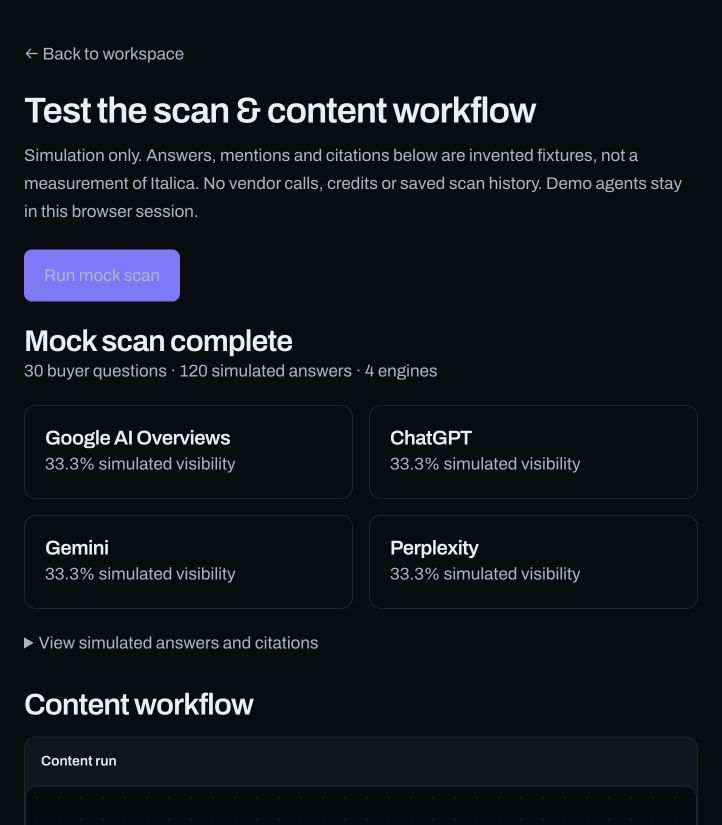 ← Back to workspace
Test the scan & content workflow
Simulation only. Answers, mentions and citations below are invented fixtures, not a
measurement of Italica. No vendor calls, credits or saved scan history. Demo agents stay
in this browser session.
Run mock scan
Mock scan complete
30 buyer questions · 120 simulated answers · 4 engines
Google AI Overviews
33.3% simulated visibility
ChatGPT
33.3% simulated visibility
Gemini
33.3% simulated visibility
Perplexity
33.3% simulated visibility
▶ View simulated answers and citations
Content workflow
Content run